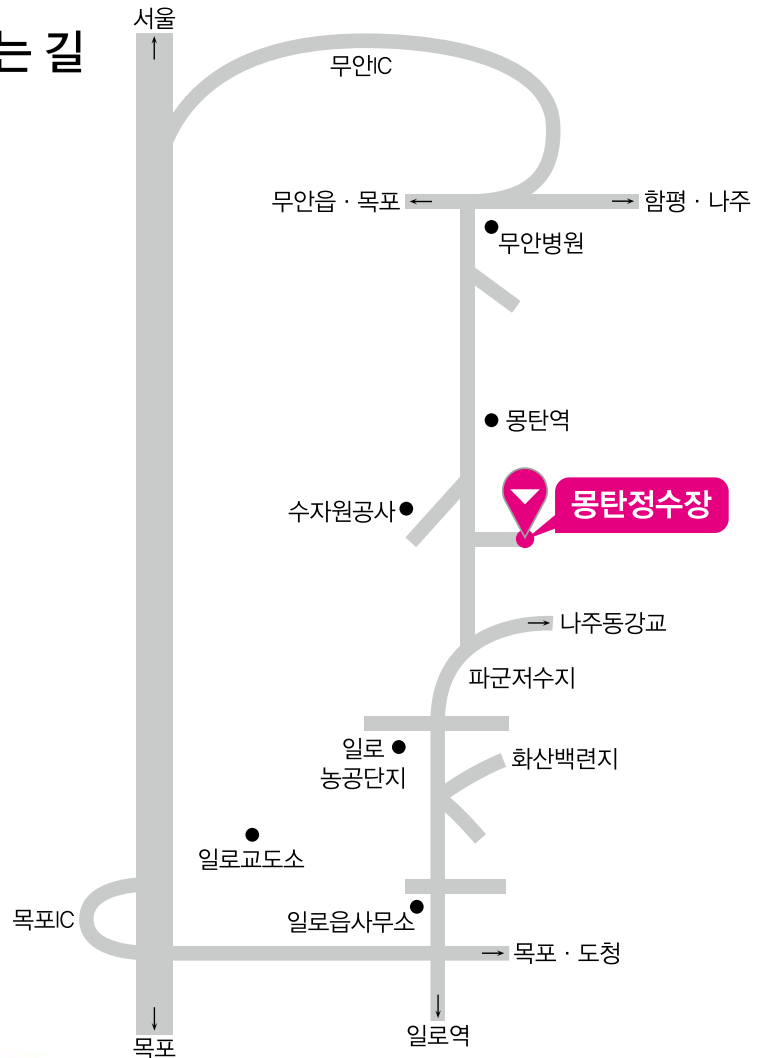 서울
는 길
무안IC
무안읍 · 목포
함평 · 나주
무안병원
몽탄역
수자원공사
몽탄정수장
나주동강교
파군저수지
일로
농공단지
화산백련지
일로교도소
목포IC
일로읍사무소
목포 · 도청
일로역
목포